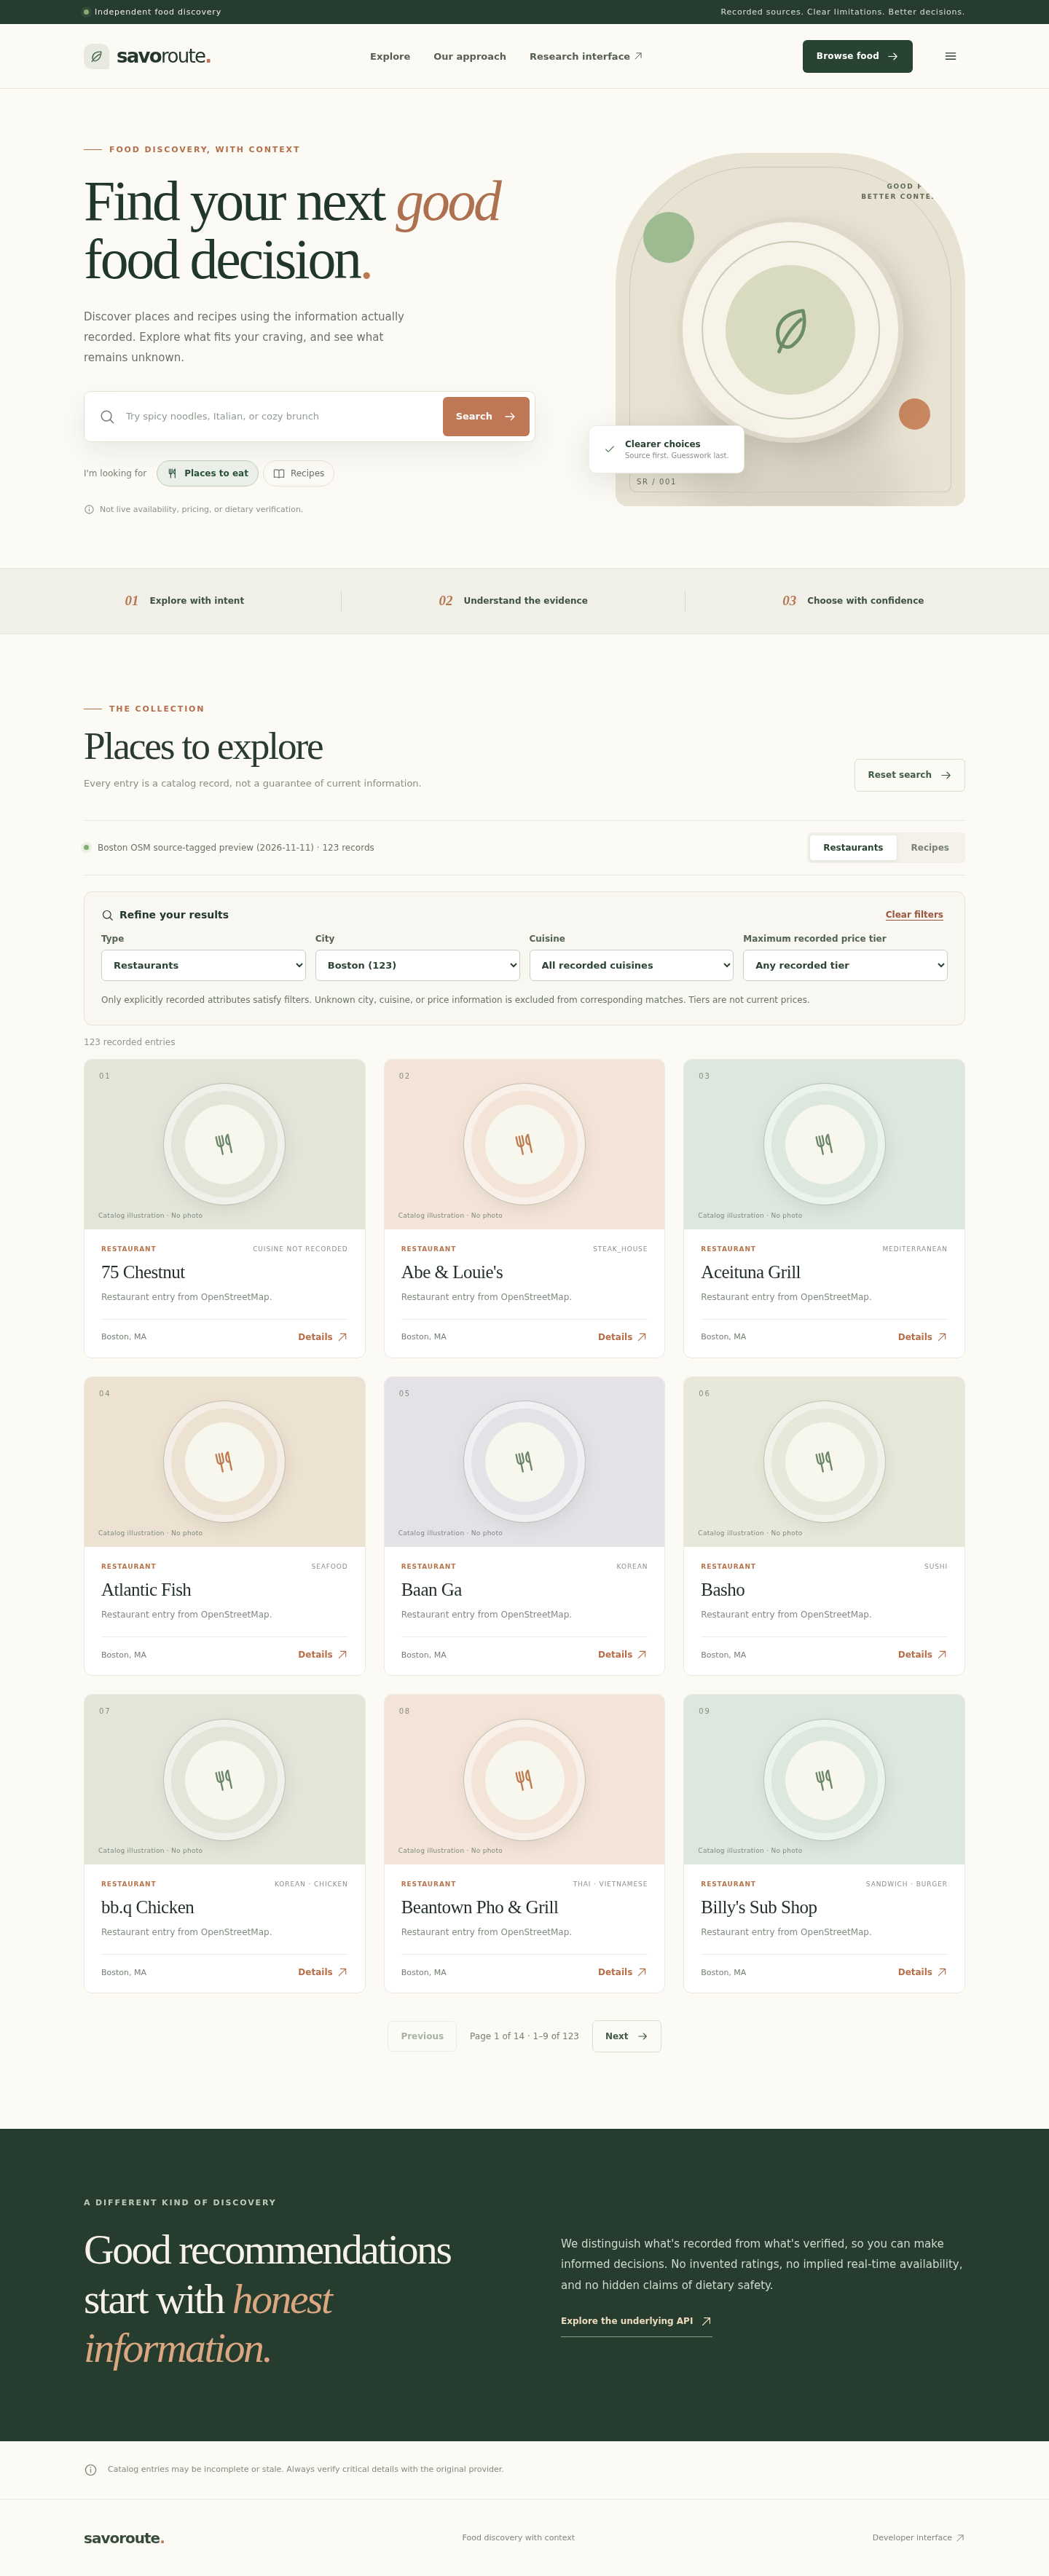 Independent food discovery
Recorded sources. Clear limitations. Better decisions.
savoroute.
Explore
Our approach
Research interface
Browse food
FOOD DISCOVERY, WITH CONTEXT
Find your next good
food decision.
Discover places and recipes using the information actually
recorded. Explore what fits your craving, and see what
remains unknown.
Try spicy noodles, Italian, or cozy brunch
Search
I'm looking for
Places to eat
Recipes
Not live availability, pricing, or dietary verification.
GOOD
BETTER
Clearer choices
Source first. Guesswork last.
SR / 001
01 Explore with intent
02 Understand the evidence
03 Choose with confidence
THE COLLECTION
Places to explore
Every entry is a catalog record, not a guarantee of current information.
Reset search
Boston OSM source-tagged preview (2026-11-11) · 123 records
Restaurants
Recipes
Refine your results
Clear filters
Type
City
Cuisine
Maximum recorded price tier
Restaurants
Boston (123)
All recorded cuisines
Any recorded tier
Only explicitly recorded attributes satisfy filters. Unknown city, cuisine, or price information is excluded from corresponding matches. Tiers are not current prices.
123 recorded entries
01
Catalog illustration · No photo
RESTAURANT
CUISINE NOT RECORDED
75 Chestnut
Restaurant entry from OpenStreetMap.
Boston, MA
Details
02
Catalog illustration · No photo
RESTAURANT
STEAK_HOUSE
Abe & Louie's
Restaurant entry from OpenStreetMap.
Boston, MA
Details
03
Catalog illustration · No photo
RESTAURANT
MEDITERRANEAN
Aceituna Grill
Restaurant entry from OpenStreetMap.
Boston, MA
Details
04
Catalog illustration · No photo
RESTAURANT
SEAFOOD
Atlantic Fish
Restaurant entry from OpenStreetMap.
Boston, MA
Details
05
Catalog illustration · No photo
RESTAURANT
KOREAN
Baan Ga
Restaurant entry from OpenStreetMap.
Boston, MA
Details
06
Catalog illustration · No photo
RESTAURANT
SUSHI
Basho
Restaurant entry from OpenStreetMap.
Boston, MA
Details
07
Catalog illustration · No photo
RESTAURANT
KOREAN · CHICKEN
bb.q Chicken
Restaurant entry from OpenStreetMap.
Boston, MA
Details
08
Catalog illustration · No photo
RESTAURANT
THAI · VIETNAMESE
Beantown Pho & Grill
Restaurant entry from OpenStreetMap.
Boston, MA
Details
09
Catalog illustration · No photo
RESTAURANT
SANDWICH · BURGER
Billy's Sub Shop
Restaurant entry from OpenStreetMap.
Boston, MA
Details
Previous
Page 1 of 14 · 1–9 of 123
Next
A DIFFERENT KIND OF DISCOVERY
Good recommendations
start with honest
information.
We distinguish what's recorded from what's verified, so you can make
informed decisions. No invented ratings, no implied real-time availability,
and no hidden claims of dietary safety.
Explore the underlying API
Catalog entries may be incomplete or stale. Always verify critical details with the original provider.
savoroute.
Food discovery with context
Developer interface